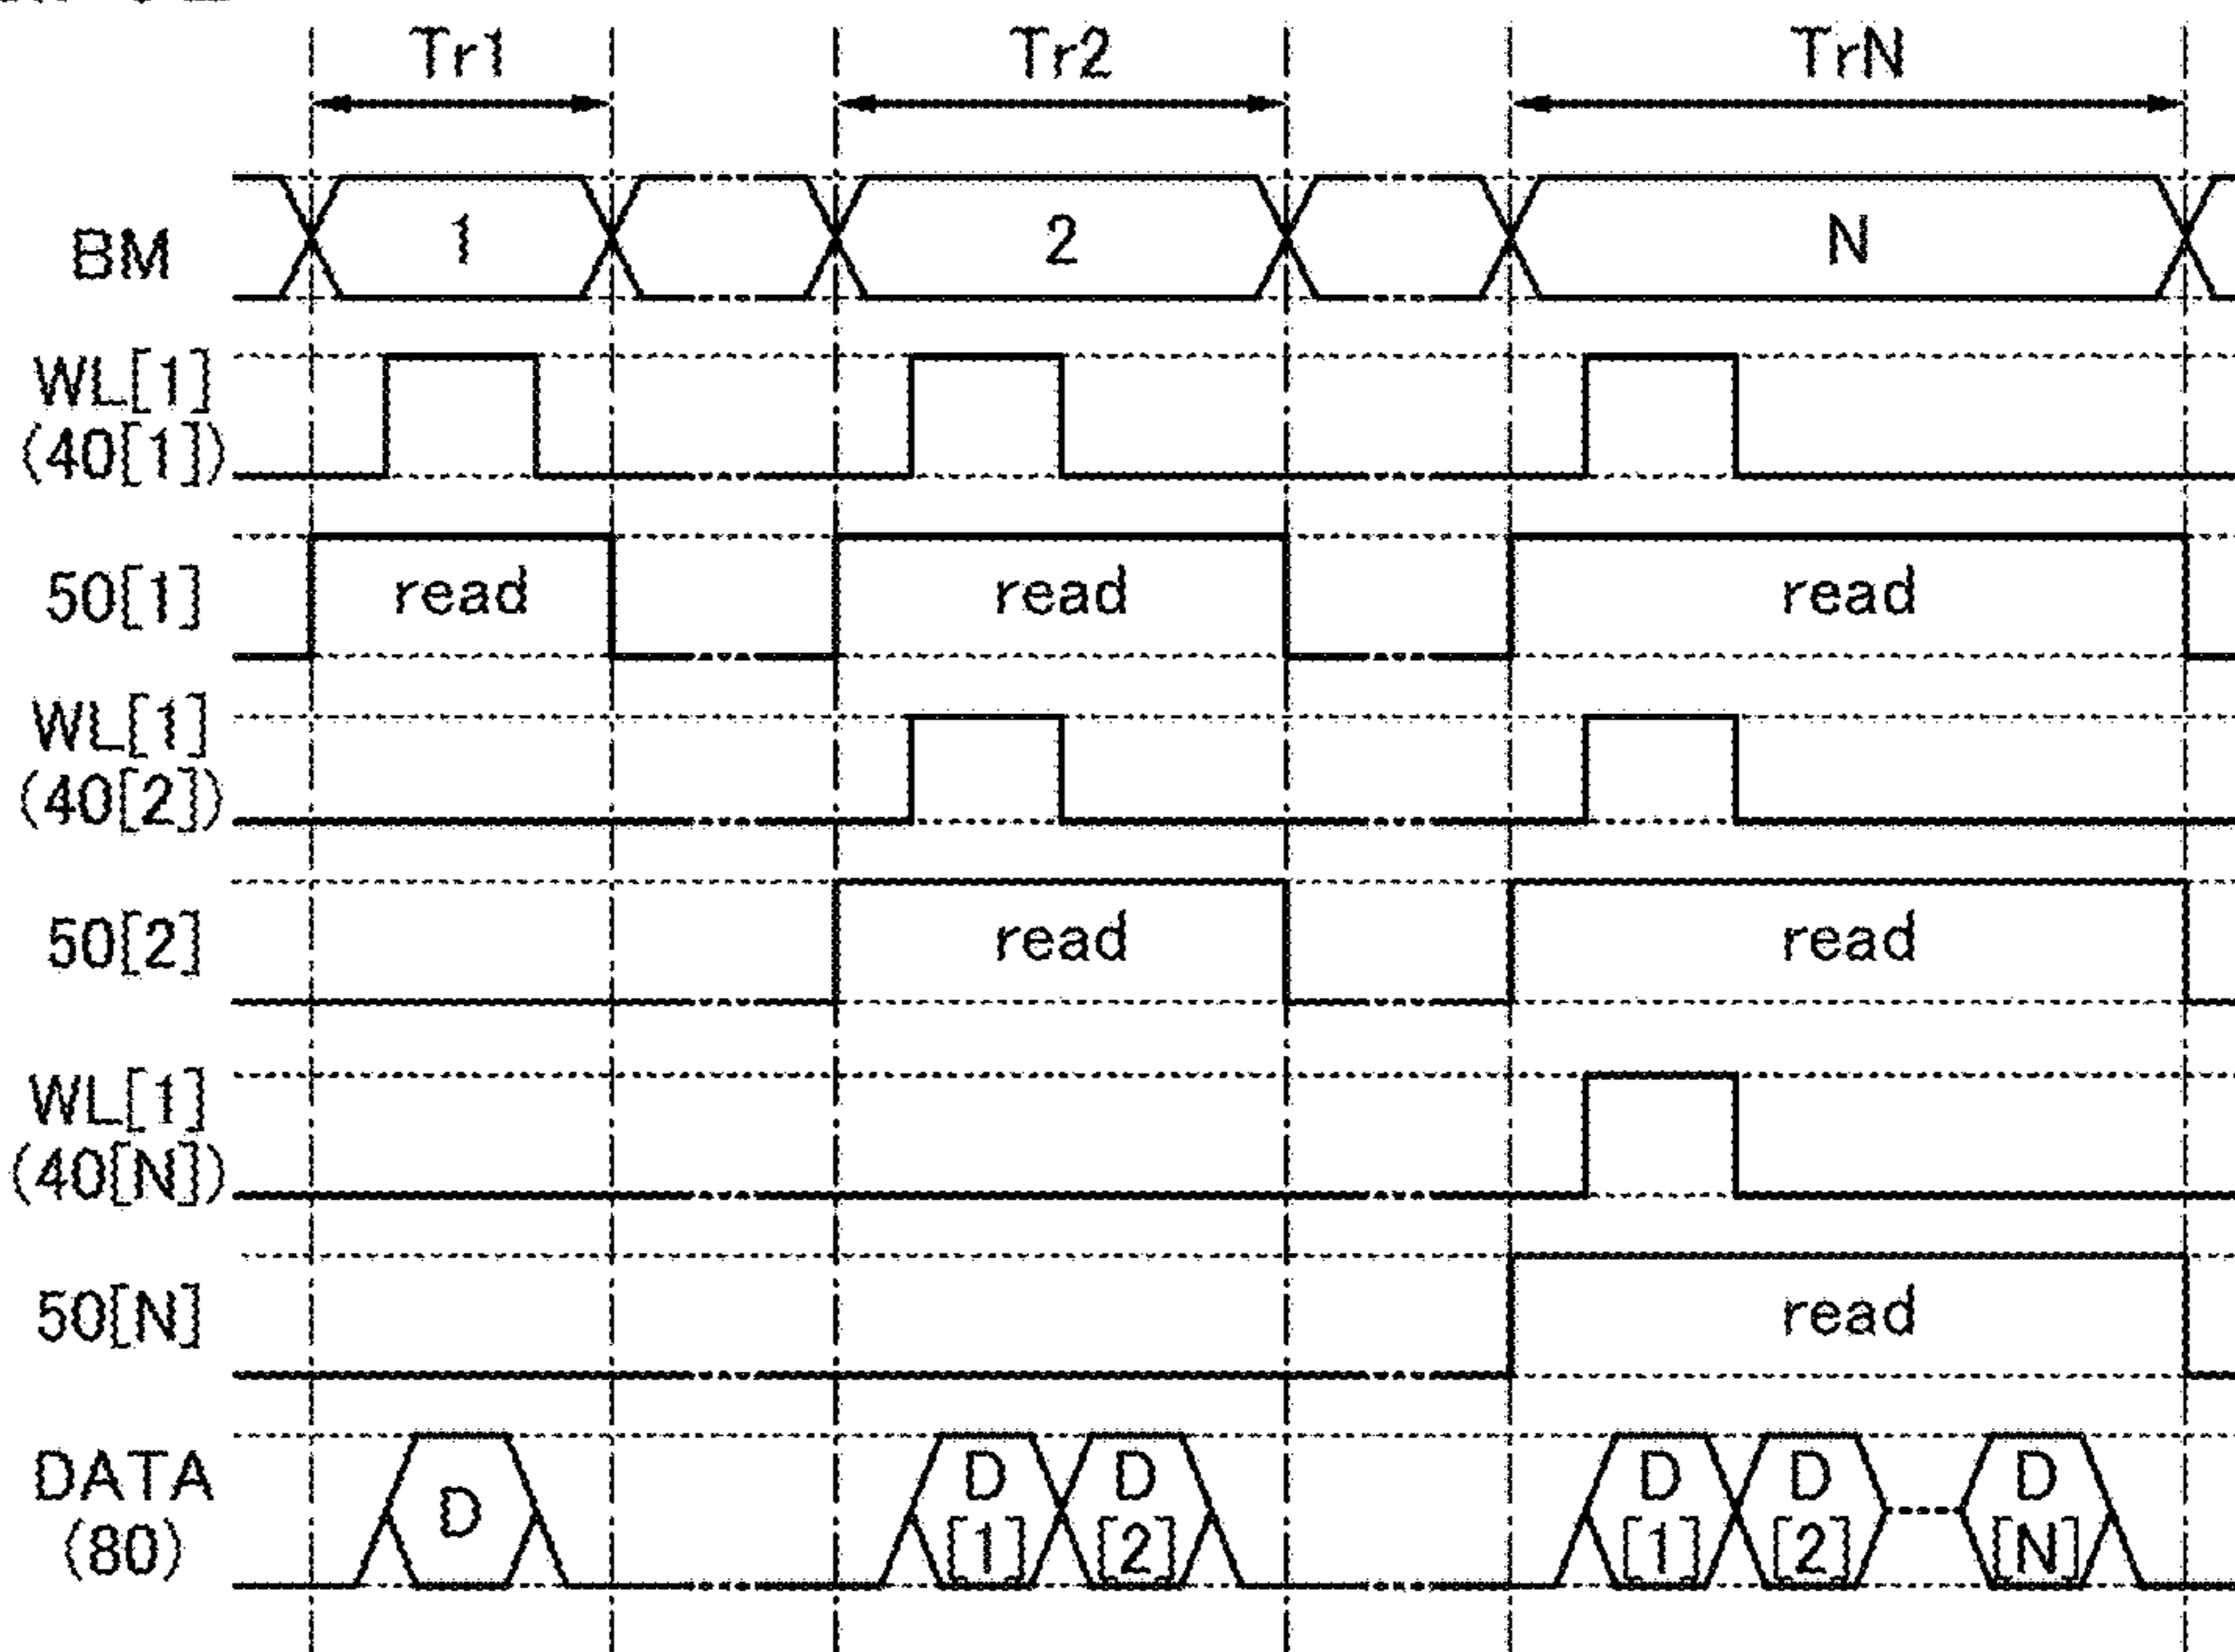 Tr1 Tr2 TrN
BM 1 2 N
WL[1]
(40[1])
50[1] read read read
WL[1]
(40[2])
50[2] read read
WL[1]
(40[N])
50[N] read
DATA
(80)
D D D D D D
[1] [2] [1] [2] [N]